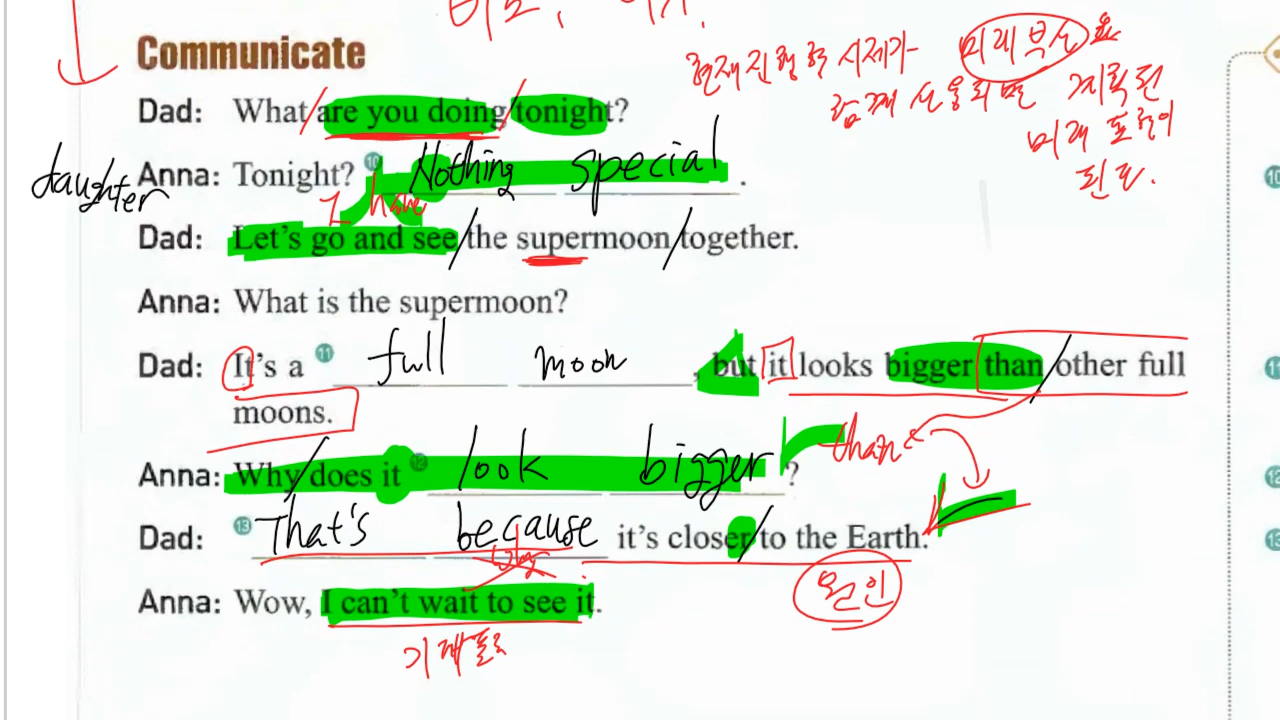 Communicate
현재진행형 시제가 미래부사와
함께 사용되면 계획된
미래 표현이
된다.
Dad: What/are you doing/tonight?
daughter
Anna: Tonight? 10 Nothing special.
I have
Dad: Let's go and see/the supermoon/together.
Anna: What is the supermoon?
Dad: It's a 11 full moon, but it looks bigger than/other full
moons.
Anna: Why/does it 12 look bigger?
than
Dad: 13 That's because it's closer/to the Earth.
why
원인
Anna: Wow, I can't wait to see it.
10
11
12
13